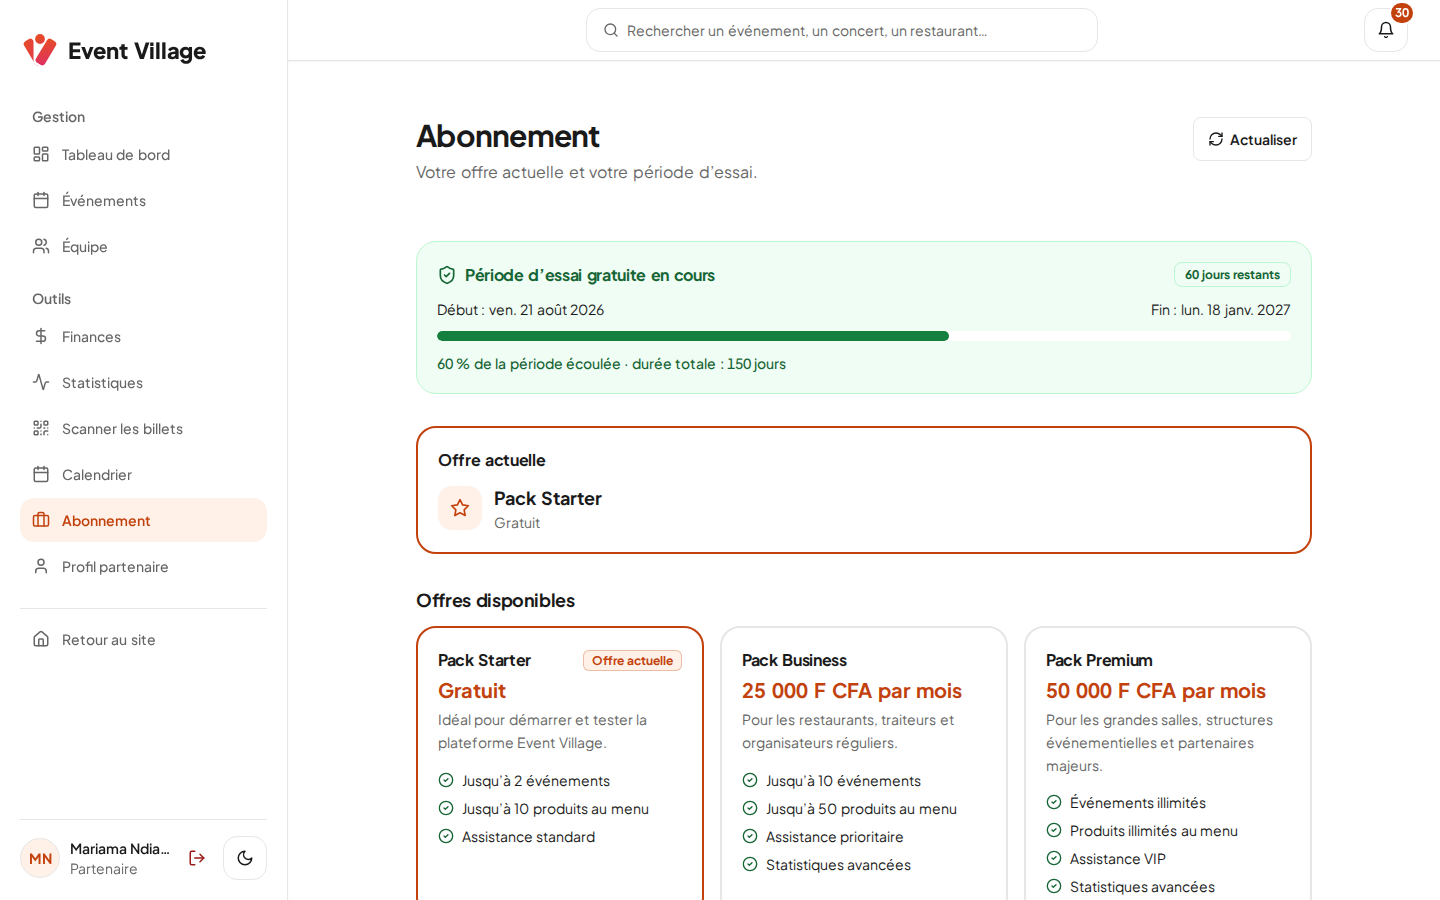 Event Village
Rechercher un événement, un concert, un restaurant…
30
Gestion
Tableau de bord
Événements
Équipe
Outils
Finances
Statistiques
Scanner les billets
Calendrier
Abonnement
Profil partenaire
Retour au site
MN
Mariama Ndia…
Partenaire
Abonnement
Votre offre actuelle et votre période d’essai.
Actualiser
Période d’essai gratuite en cours
60 jours restants
Début : ven. 21 août 2026
Fin : lun. 18 janv. 2027
60 % de la période écoulée · durée totale : 150 jours
Offre actuelle
Pack Starter
Gratuit
Offres disponibles
Pack Starter
Offre actuelle
Gratuit
Idéal pour démarrer et tester la
plateforme Event Village.
Jusqu’à 2 événements
Jusqu’à 10 produits au menu
Assistance standard
Pack Business
25 000 F CFA par mois
Pour les restaurants, traiteurs et
organisateurs réguliers.
Jusqu’à 10 événements
Jusqu’à 50 produits au menu
Assistance prioritaire
Statistiques avancées
Pack Premium
50 000 F CFA par mois
Pour les grandes salles, structures
événementielles et partenaires
majeurs.
Événements illimités
Produits illimités au menu
Assistance VIP
Statistiques avancées